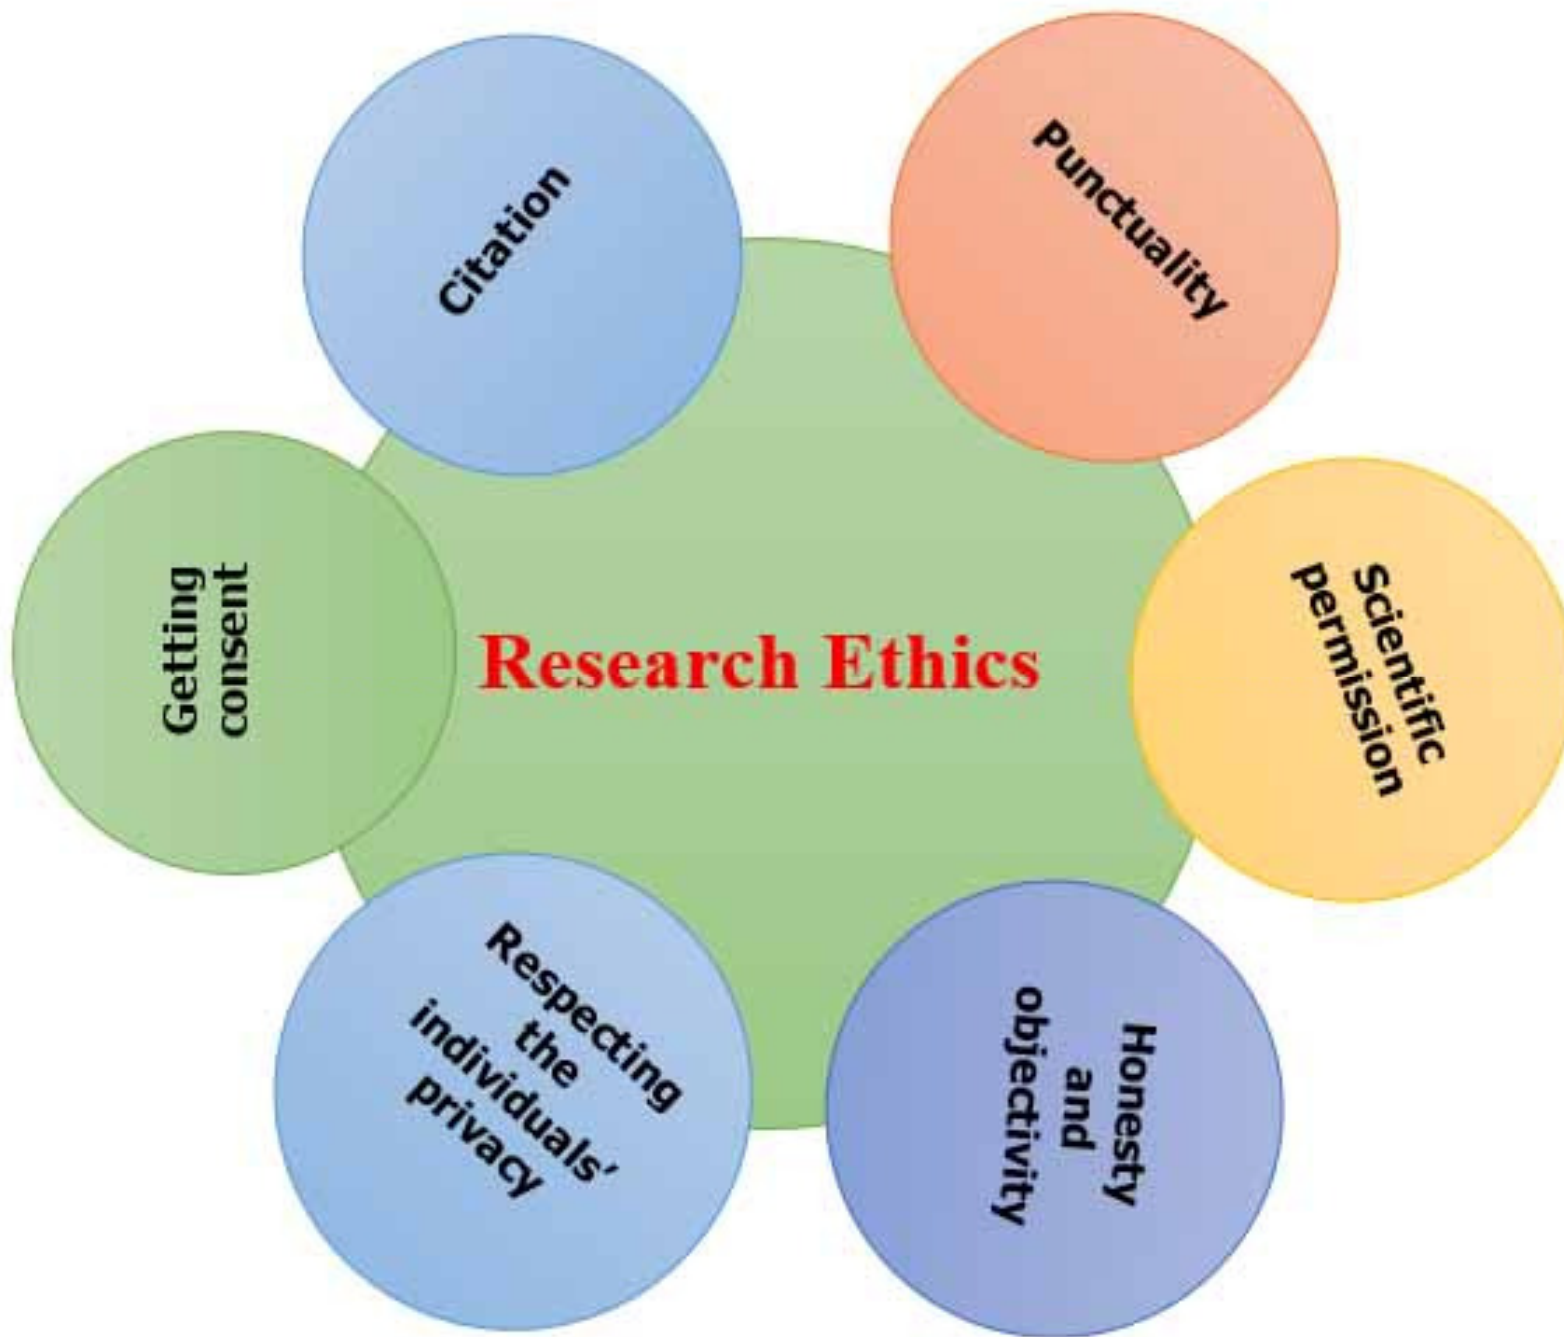 Citation
Punctuality
Getting
consent
Research Ethics
Scientific
permission
Respecting
the
individuals’
privacy
Honesty
and
objectivity